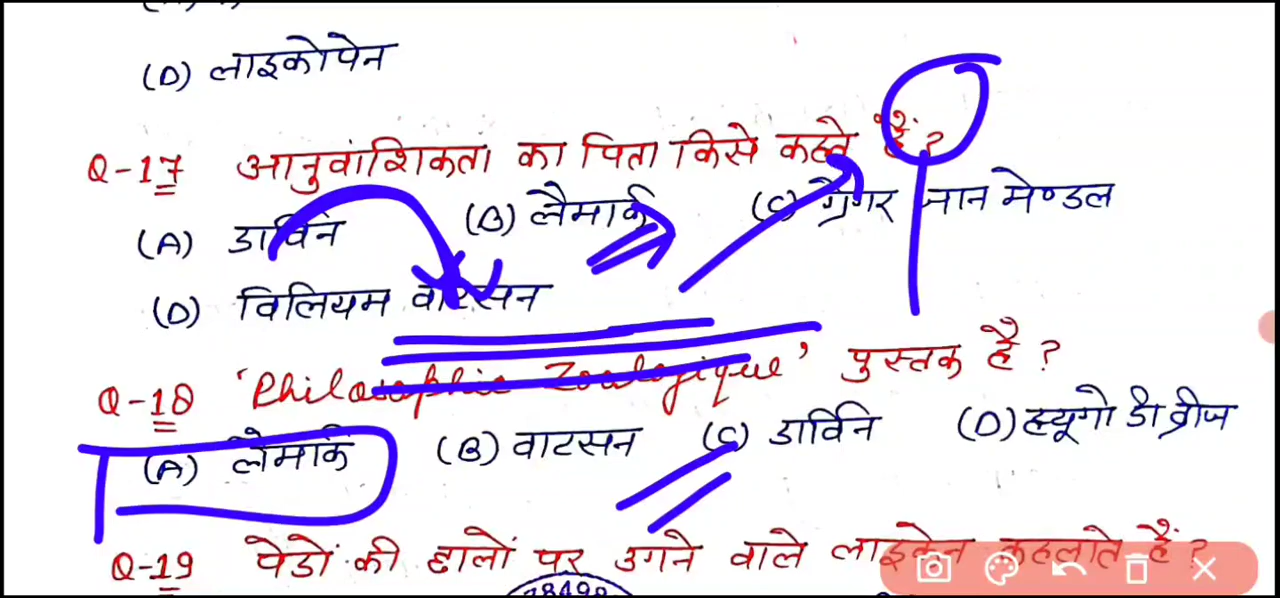 (D) लाइकोपेन
Q-17 आनुवांशिकता का पिता किसे कहते हैं?
(A) डार्विन (B) लैमार्क (C) ग्रेगर जान मेण्डल
(D) विलियम वाटसन
Q-18 'Philosophie Zoologique' पुस्तक है?
(A) लैमार्क (B) वाटसन (C) डार्विन (D) ह्यूगो डी व्रीज
Q-19 पेडों की डालों पर उगने वाले लाइकेन कहलाते हैं?
78498